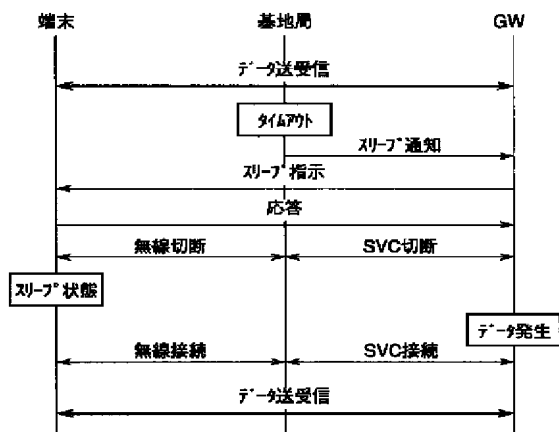 端末 基地局 GW
ﾃﾞｰﾀ送受信
ﾀｲﾑｱｳﾄ
ｽﾘｰﾌﾟ通知
ｽﾘｰﾌﾟ指示
応答
無線切断 SVC切断
ｽﾘｰﾌﾟ状態
ﾃﾞｰﾀ発生
無線接続 SVC接続
ﾃﾞｰﾀ送受信